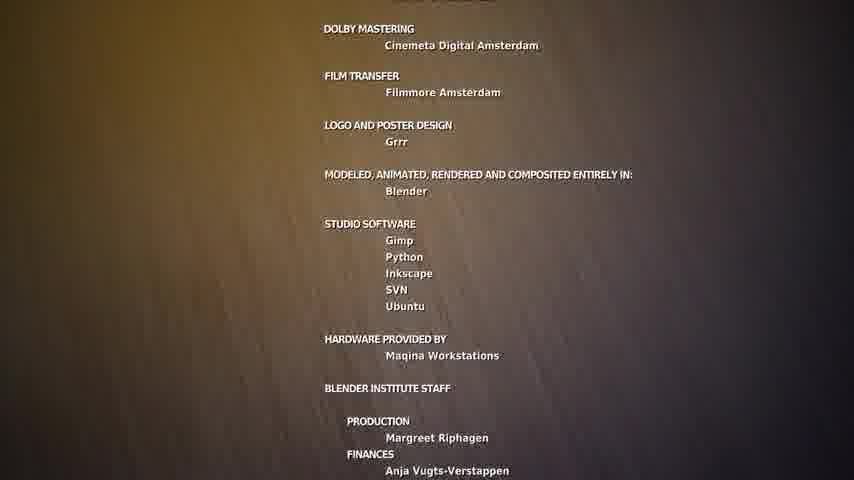 DOLBY MASTERING
Cinemeta Digital Amsterdam
FILM TRANSFER
Filmmore Amsterdam
LOGO AND POSTER DESIGN
Grrr
MODELED, ANIMATED, RENDERED AND COMPOSITED ENTIRELY IN:
Blender
STUDIO SOFTWARE
Gimp
Python
Inkscape
SVN
Ubuntu
HARDWARE PROVIDED BY
Maqina Workstations
BLENDER INSTITUTE STAFF
PRODUCTION
Margreet Riphagen
FINANCES
Anja Vugts-Verstappen